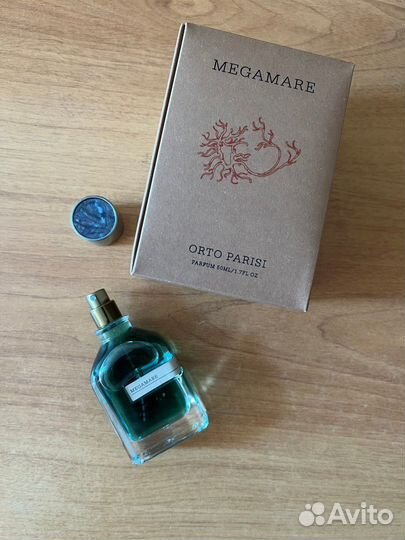 MEGAMARE
ORTO PARISI
PARFUM 50ML/1.7FL OZ
MEGAMARE
Avito